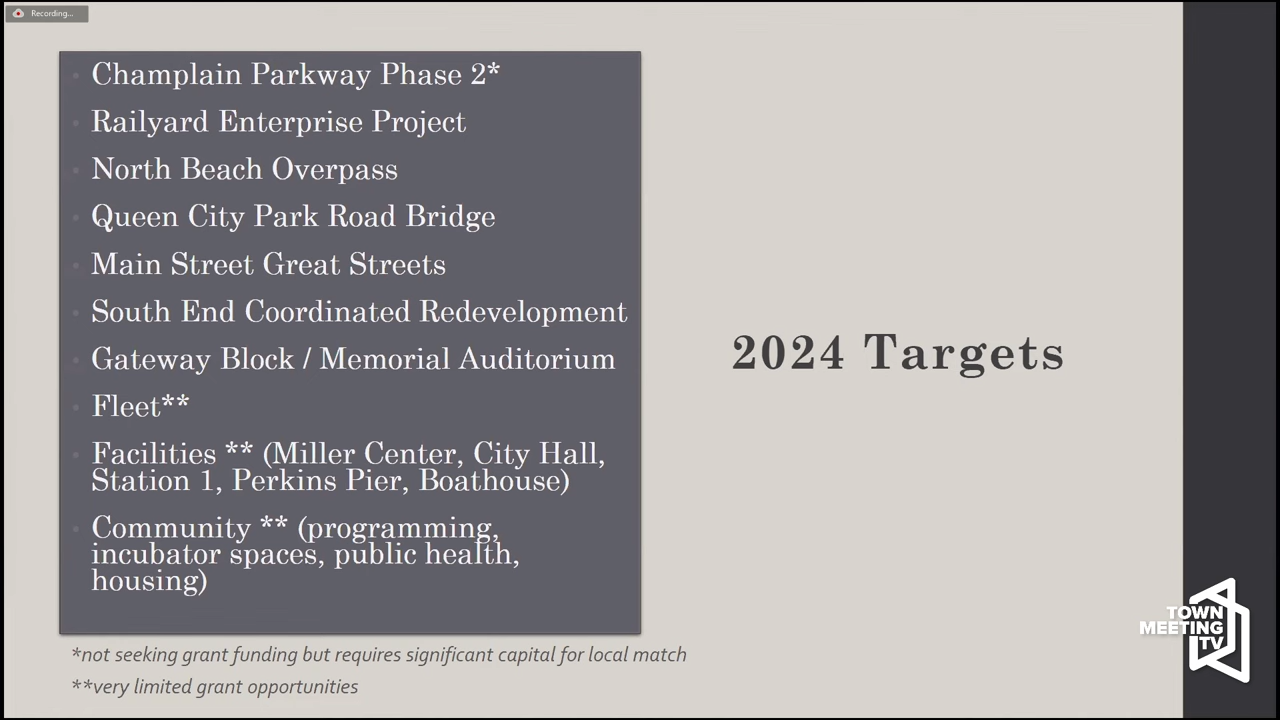 Recording...
Champlain Parkway Phase 2*
Railyard Enterprise Project
North Beach Overpass
Queen City Park Road Bridge
Main Street Great Streets
South End Coordinated Redevelopment
Gateway Block / Memorial Auditorium
Fleet**
Facilities ** (Miller Center, City Hall,
Station 1, Perkins Pier, Boathouse)
Community ** (programming,
incubator spaces, public health,
housing)
*not seeking grant funding but requires significant capital for local match
**very limited grant opportunities
2024 Targets
TOWN
MEETING
TV